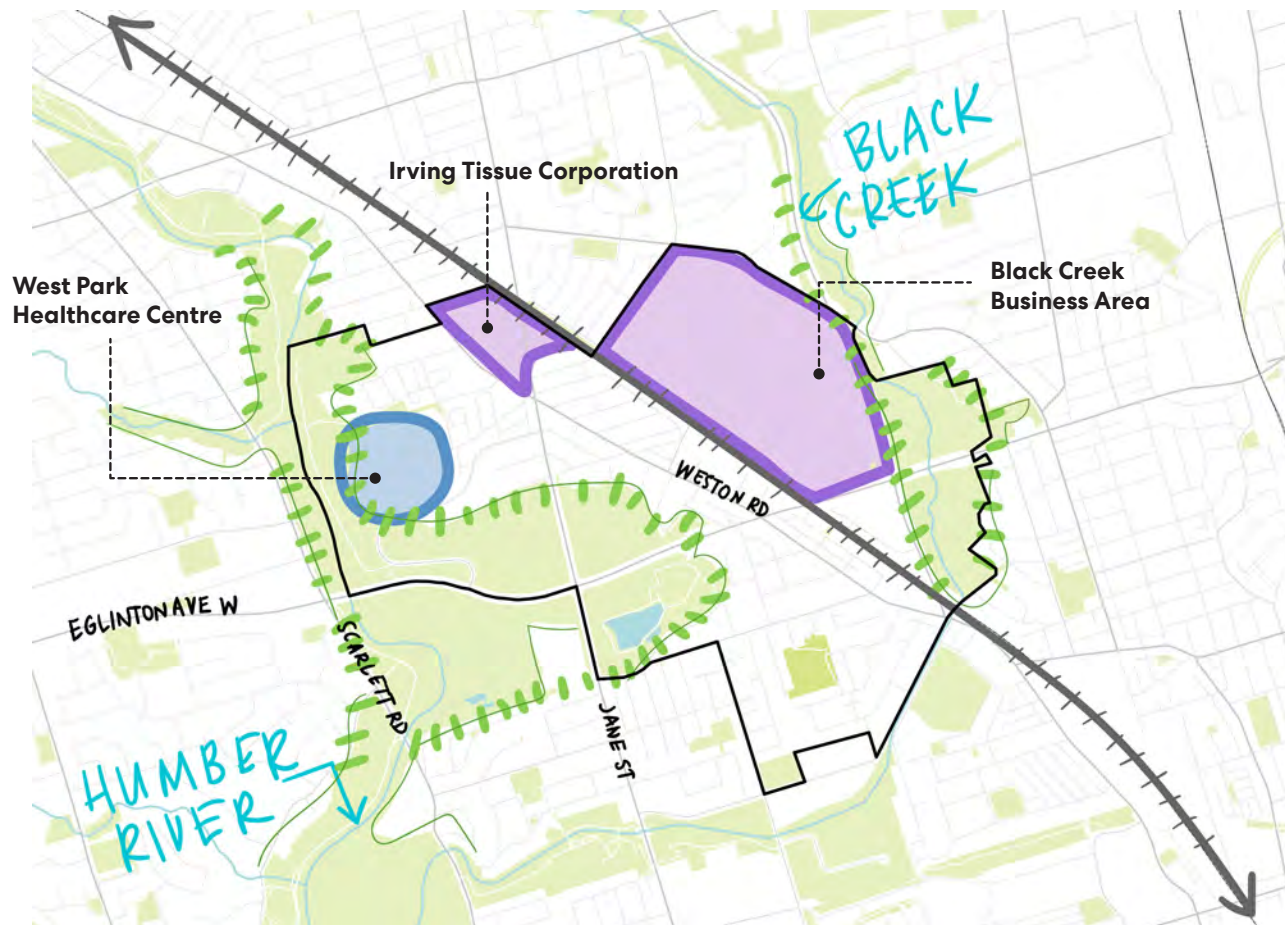 BLACK
CREEK
Irving Tissue Corporation
West Park
Healthcare Centre
Black Creek
Business Area
WESTON RD
EGLINTON AVE W
SCARLETT RD
JANE ST
HUMBER
RIVER